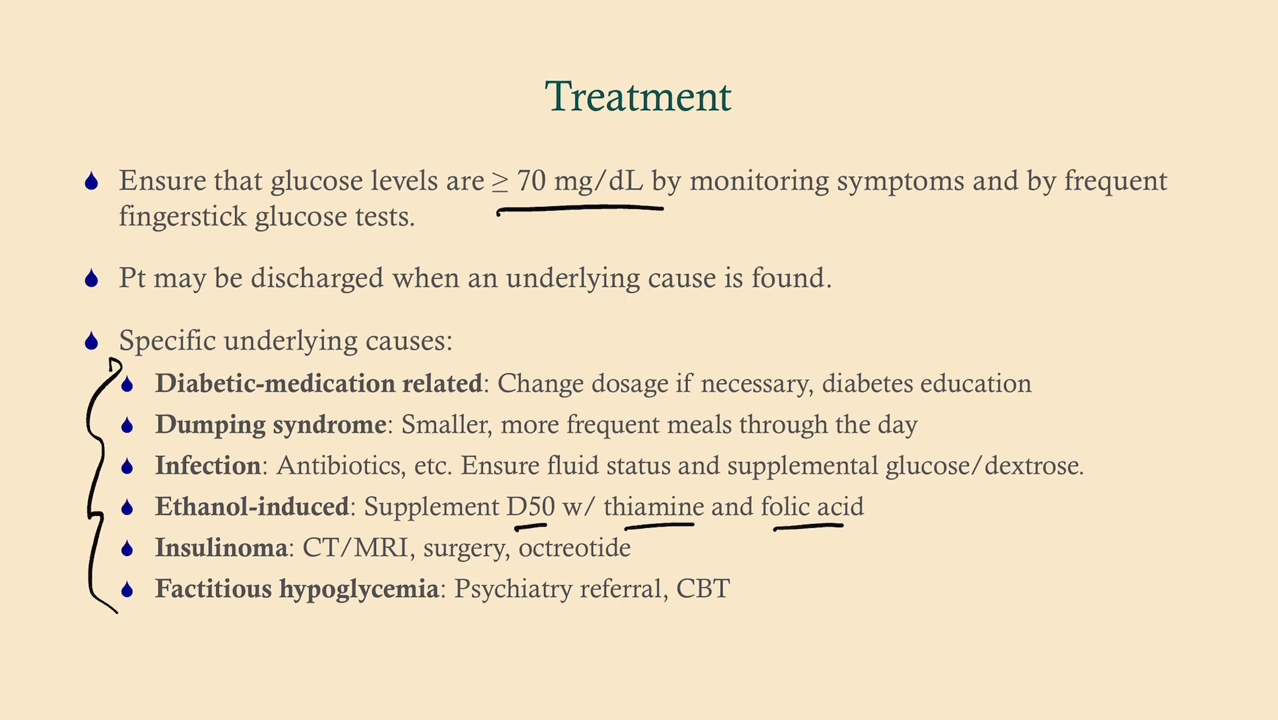 Treatment
Ensure that glucose levels are ≥ 70 mg/dL by monitoring symptoms and by frequent
fingerstick glucose tests.
Pt may be discharged when an underlying cause is found.
Specific underlying causes:
Diabetic-medication related: Change dosage if necessary, diabetes education
Dumping syndrome: Smaller, more frequent meals through the day
Infection: Antibiotics, etc. Ensure fluid status and supplemental glucose/dextrose.
Ethanol-induced: Supplement D50 w/ thiamine and folic acid
Insulinoma: CT/MRI, surgery, octreotide
Factitious hypoglycemia: Psychiatry referral, CBT